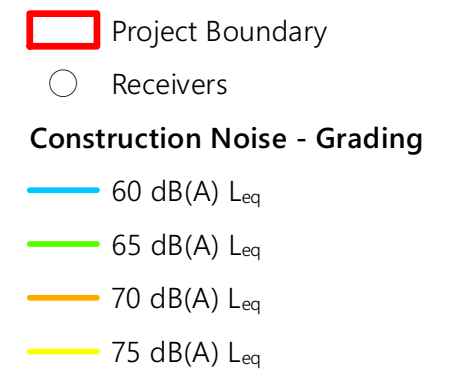 Project Boundary
Receivers
Construction Noise - Grading
60 dB(A) Leq
65 dB(A) Leq
70 dB(A) Leq
75 dB(A) Leq